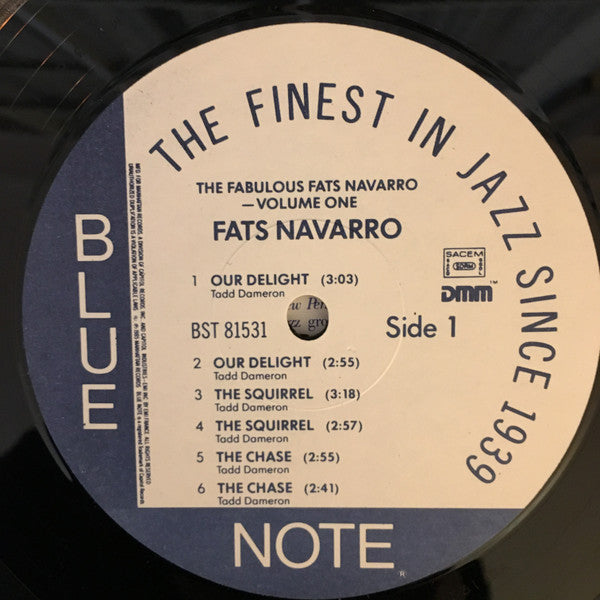 THE FINEST IN JAZZ SINCE 1939
THE FABULOUS FATS NAVARRO
—VOLUME ONE
FATS NAVARRO
SACEM
DMM™
1 OUR DELIGHT (3:03)
Tadd Dameron
BST 81531
Side 1
2 OUR DELIGHT (2:55)
Tadd Dameron
3 THE SQUIRREL (3:18)
Tadd Dameron
4 THE SQUIRREL (2:57)
Tadd Dameron
5 THE CHASE (2:55)
Tadd Dameron
6 THE CHASE (2:41)
Tadd Dameron
BLUE
NOTE®